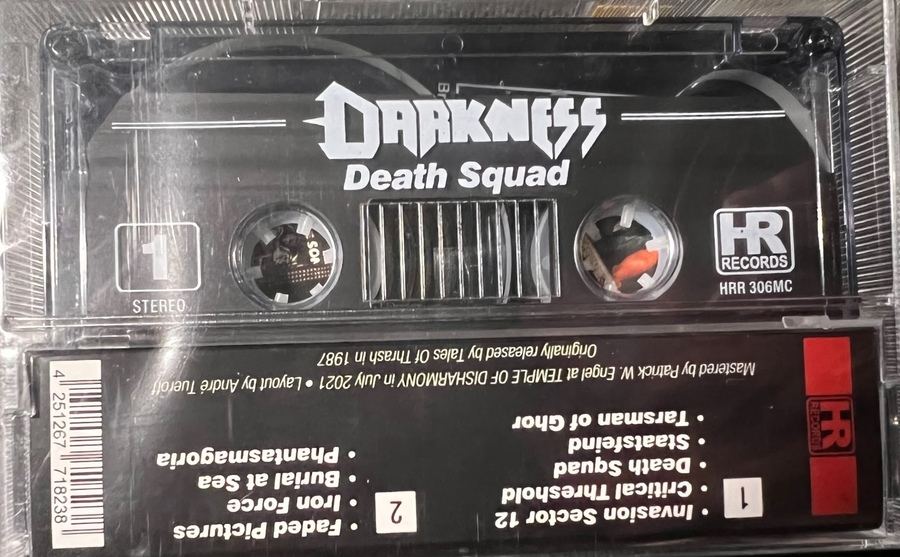 DARKNESS
Death Squad
1
STEREO
HR
RECORDS
HRR 306MC
1
• Invasion Sector 12
• Critical Threshold
• Death Squad
• Staatsfeind
• Tarsman of Ghor
2
• Faded Pictures
• Iron Force
• Burial at Sea
• Phantasmagoria
Mastered by Patrick W. Engel at TEMPLE OF DISHARMONY in July 2021 • Layout by André Tueroff
Originally released by Tales Of Thrash in 1987
HR
RECORDS
4 251267 718238